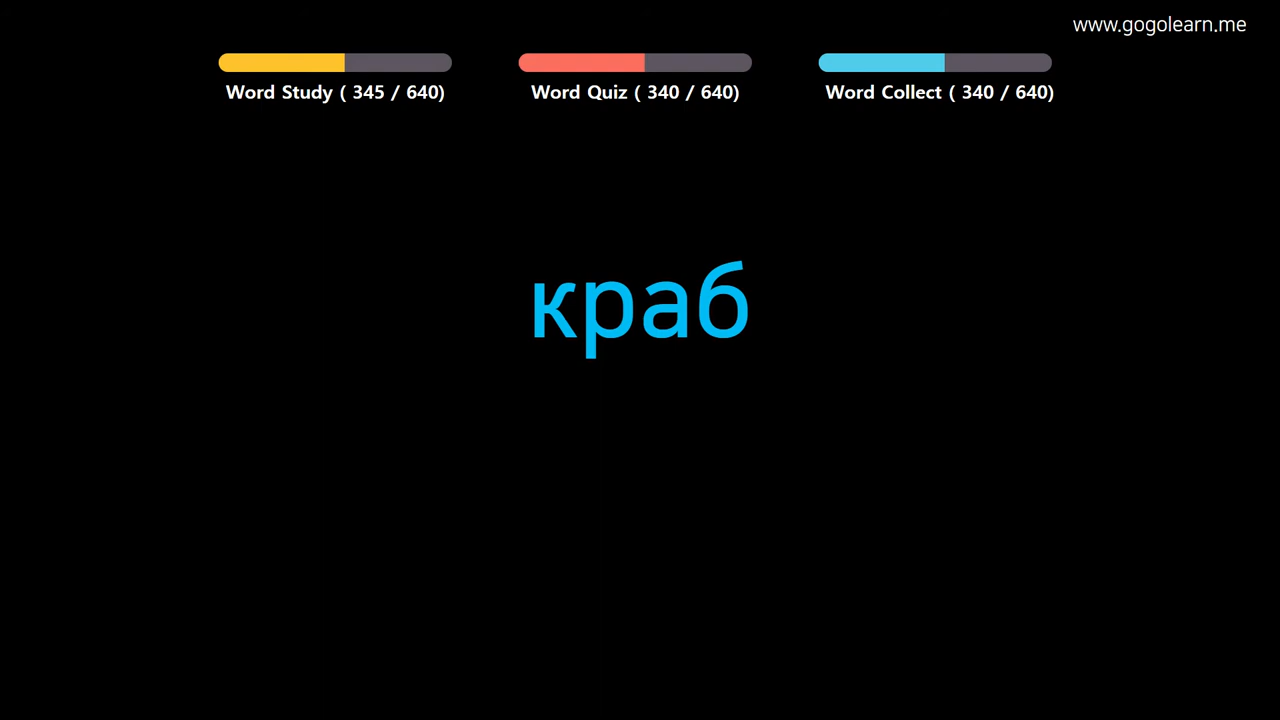 www.gogolearn.me
Word Study ( 345 / 640)
Word Quiz ( 340 / 640)
Word Collect ( 340 / 640)
краб